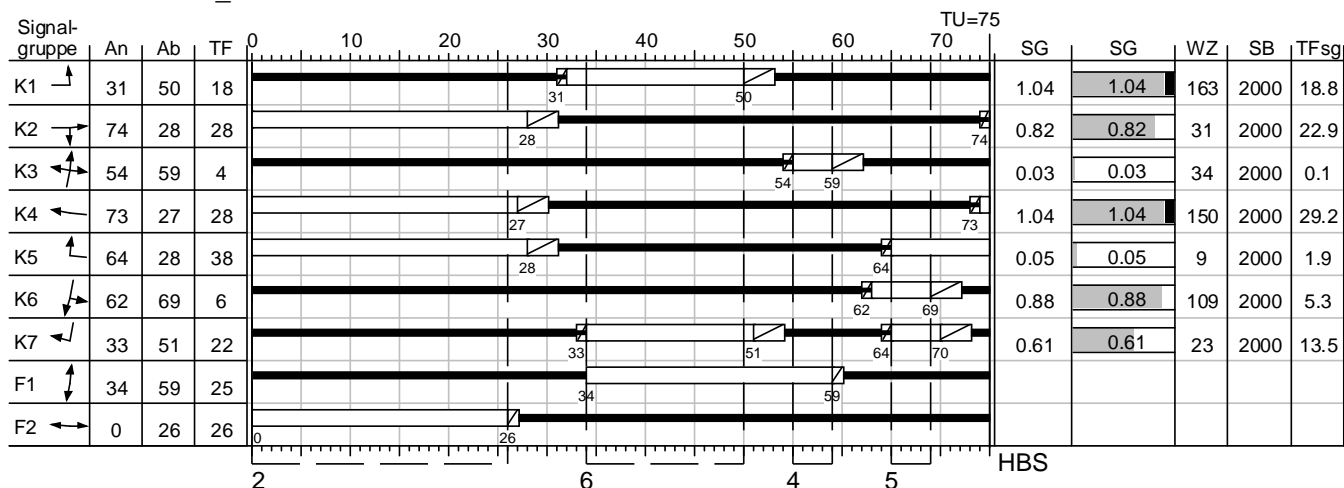 TU=75
Signal-
gruppe An Ab TF 0 10 20 30 40 50 60 70 SG SG WZ SB TFsg
K1 31 50 18 31 50 1.04 1.04 163 2000 18.8
K2 74 28 28 28 74 0.82 0.82 31 2000 22.9
K3 54 59 4 54 59 0.03 0.03 34 2000 0.1
K4 73 27 28 27 73 1.04 1.04 150 2000 29.2
K5 64 28 38 28 64 0.05 0.05 9 2000 1.9
K6 62 69 6 62 69 0.88 0.88 109 2000 5.3
K7 33 51 22 33 51 64 70 0.61 0.61 23 2000 13.5
F1 34 59 25 34 59
F2 0 26 26 0 26
HBS
2 6 4 5